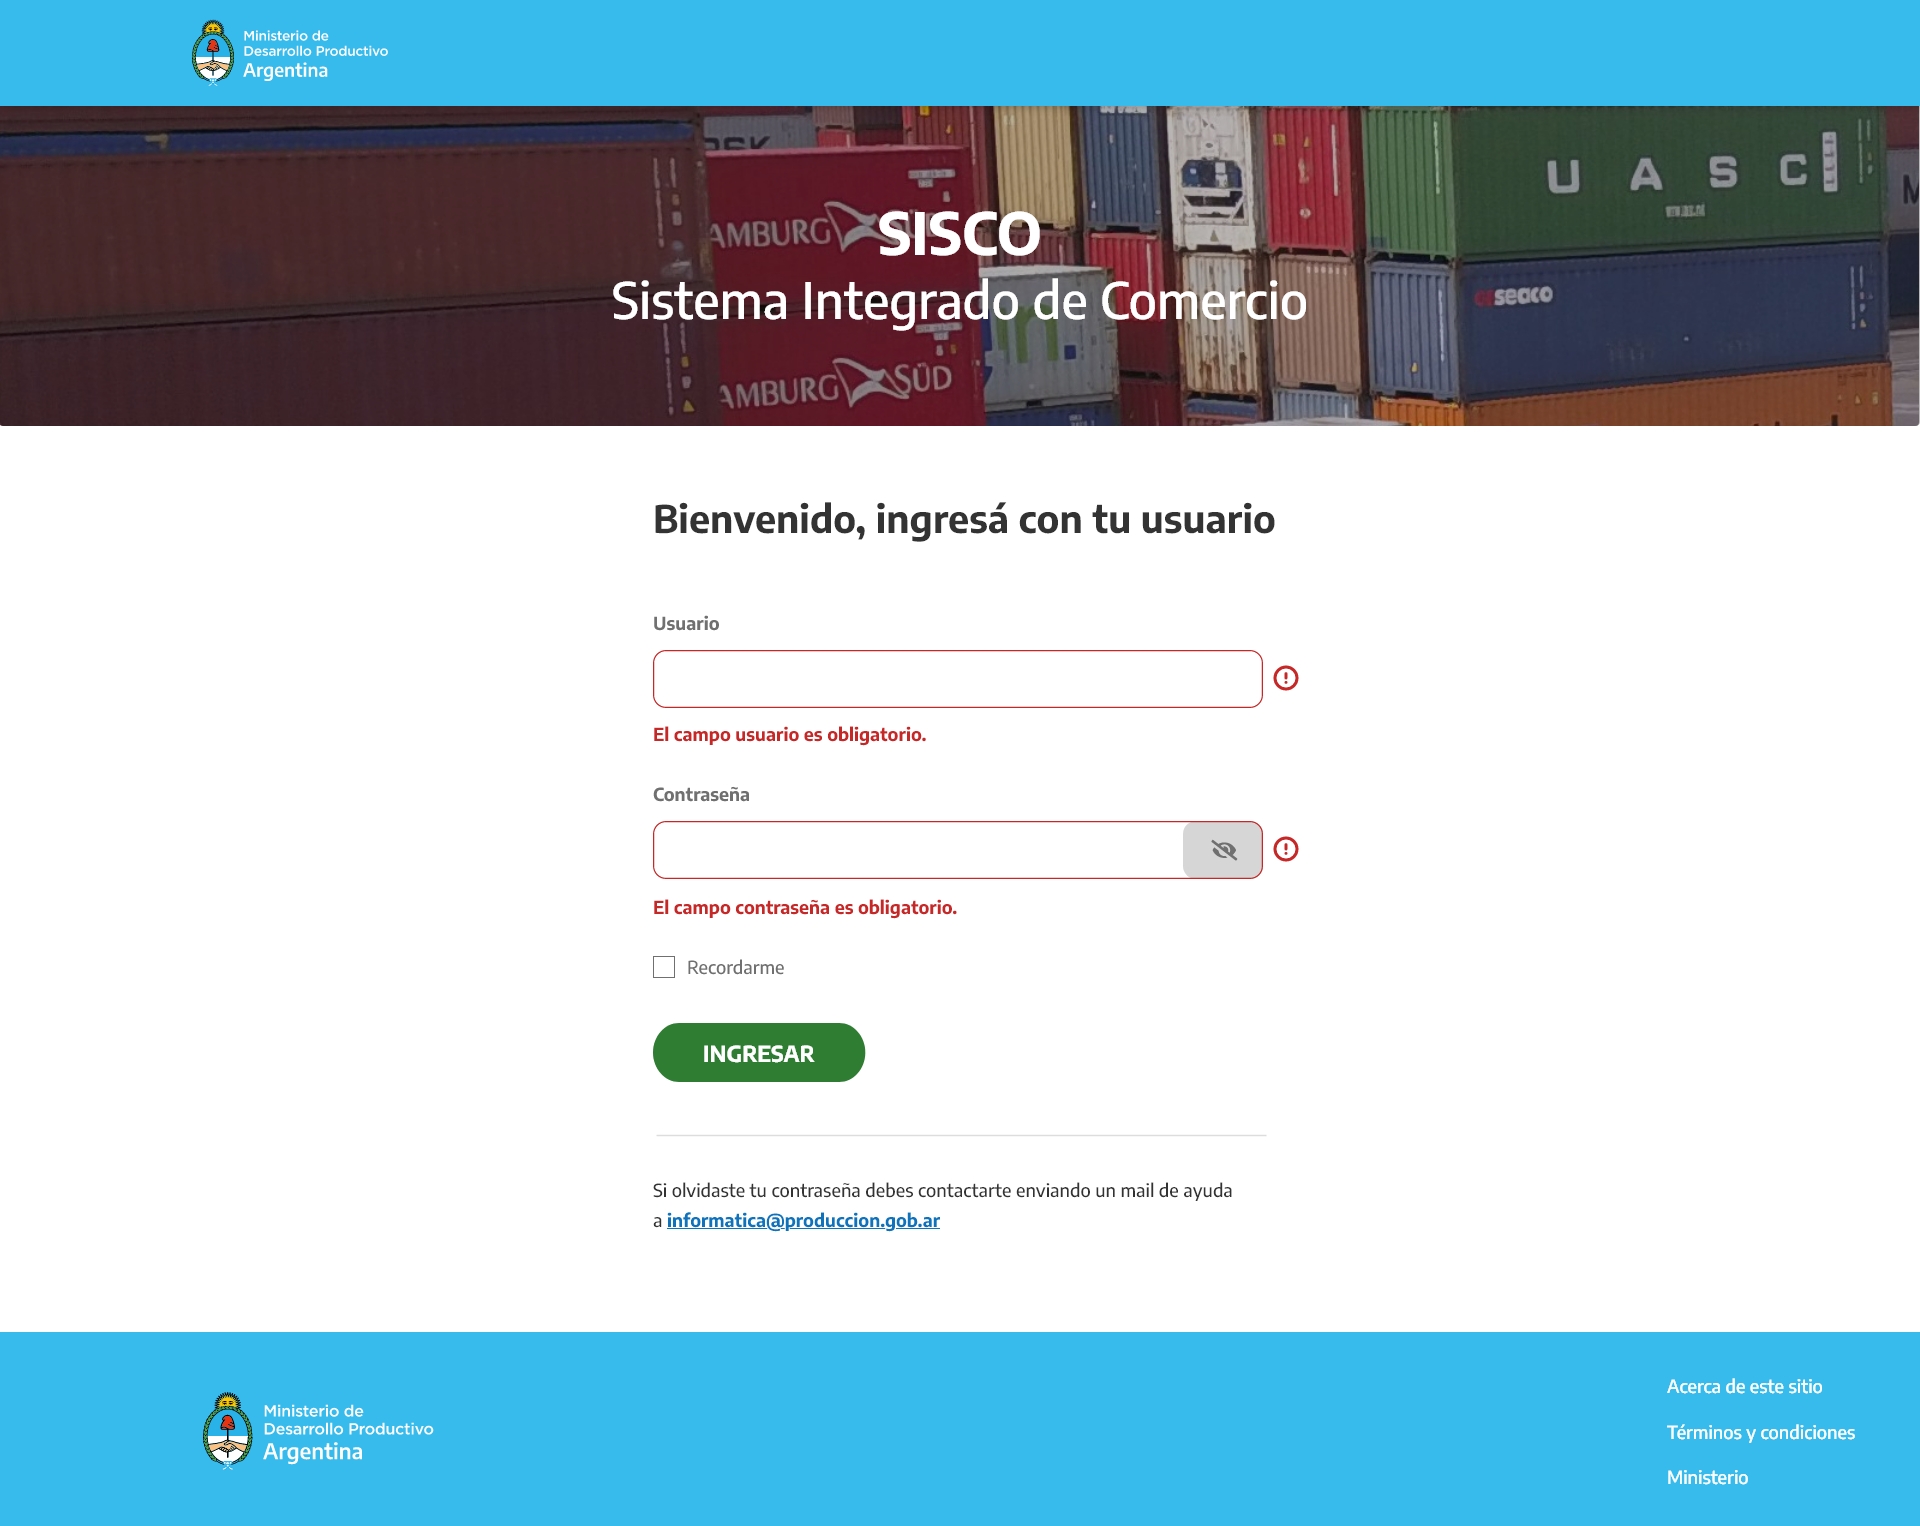 Ministerio de
Desarrollo Productivo
Argentina
UASC
AMBURG
SISCO
Sistema Integrado de Comercio
seaco
AMBURG SÜD
Bienvenido, ingresá con tu usuario
Usuario
El campo usuario es obligatorio.
Contraseña
El campo contraseña es obligatorio.
Recordarme
INGRESAR
Si olvidaste tu contraseña debes contactarte enviando un mail de ayuda
a informatica@produccion.gob.ar
Ministerio de
Desarrollo Productivo
Argentina
Acerca de este sitio
Términos y condiciones
Ministerio